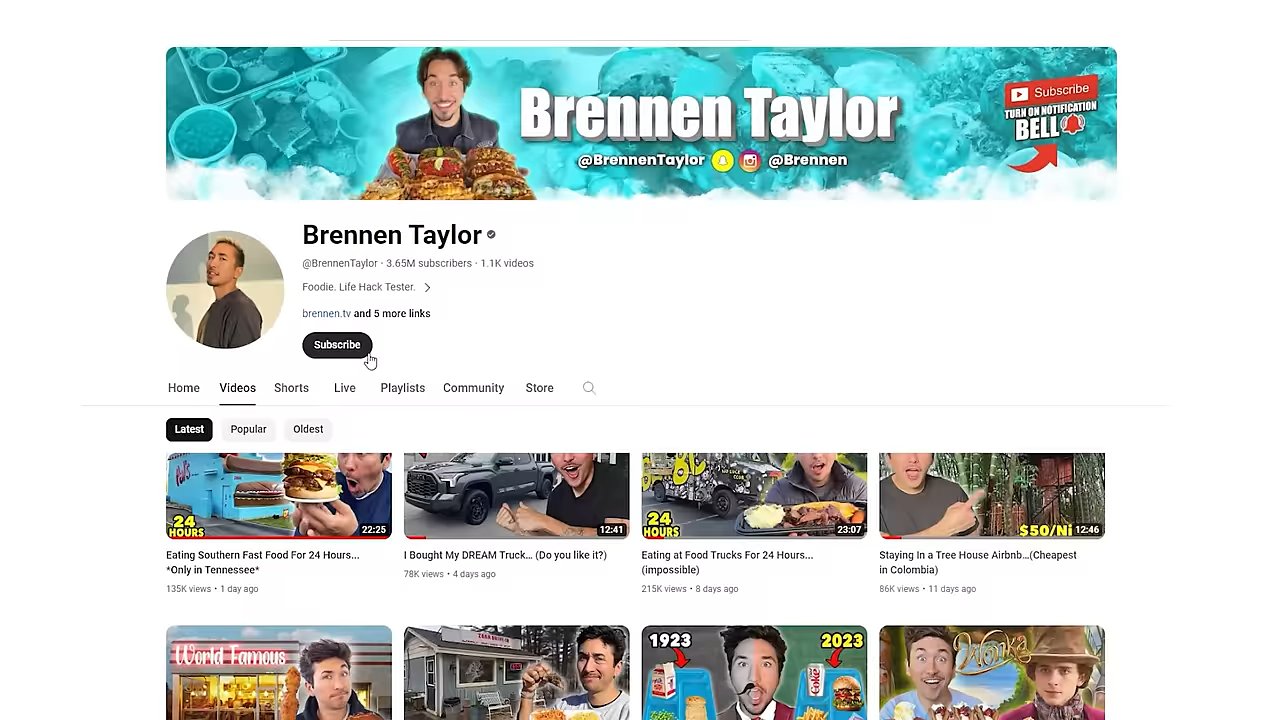 Brennen Taylor
@BrennenTaylor @Brennen
Subscribe
TURN ON NOTIFICATION
BELL
Brennen Taylor
@BrennenTaylor · 3.65M subscribers · 1.1K videos
Foodie. Life Hack Tester.
brennen.tv and 5 more links
Subscribe
Home Videos Shorts Live Playlists Community Store
Latest Popular Oldest
24
HOURS
22:25
12:41
24
HOURS
23:07
$50/Ni
12:46
Eating Southern Fast Food For 24 Hours...
*Only in Tennessee*
135K views • 1 day ago
I Bought My DREAM Truck... (Do you like it?)
78K views • 4 days ago
Eating at Food Trucks For 24 Hours...
(impossible)
215K views • 8 days ago
Staying In a Tree House Airbnb...(Cheapest
in Colombia)
86K views • 11 days ago
World Famous
1923
2023
Coke
Wonka